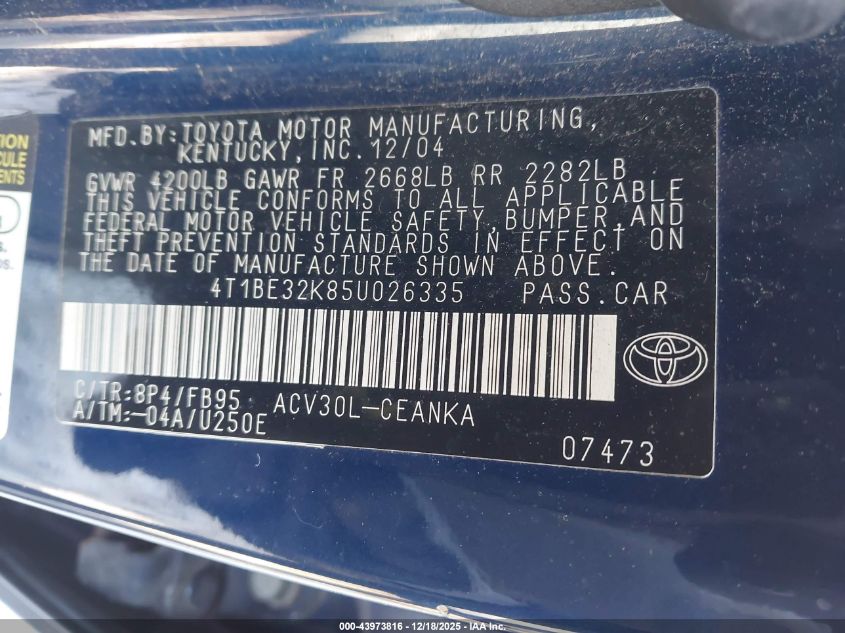 MFD. BY: TOYOTA MOTOR MANUFACTURING,
KENTUCKY, INC. 12/04
GVWR 4200LB GAWR FR 2668LB RR 2282LB
THIS VEHICLE CONFORMS TO ALL APPLICABLE
FEDERAL MOTOR VEHICLE SAFETY, BUMPER, AND
THEFT PREVENTION STANDARDS IN EFFECT ON
THE DATE OF MANUFACTURE SHOWN ABOVE.
4T1BE32K85U026335 PASS.CAR
C/TR:8P4/FB95 ACV30L-CEANKA
A/TM:-04A/U250E
07473
000-43973816 - 12/18/2025 - www.iaai.com